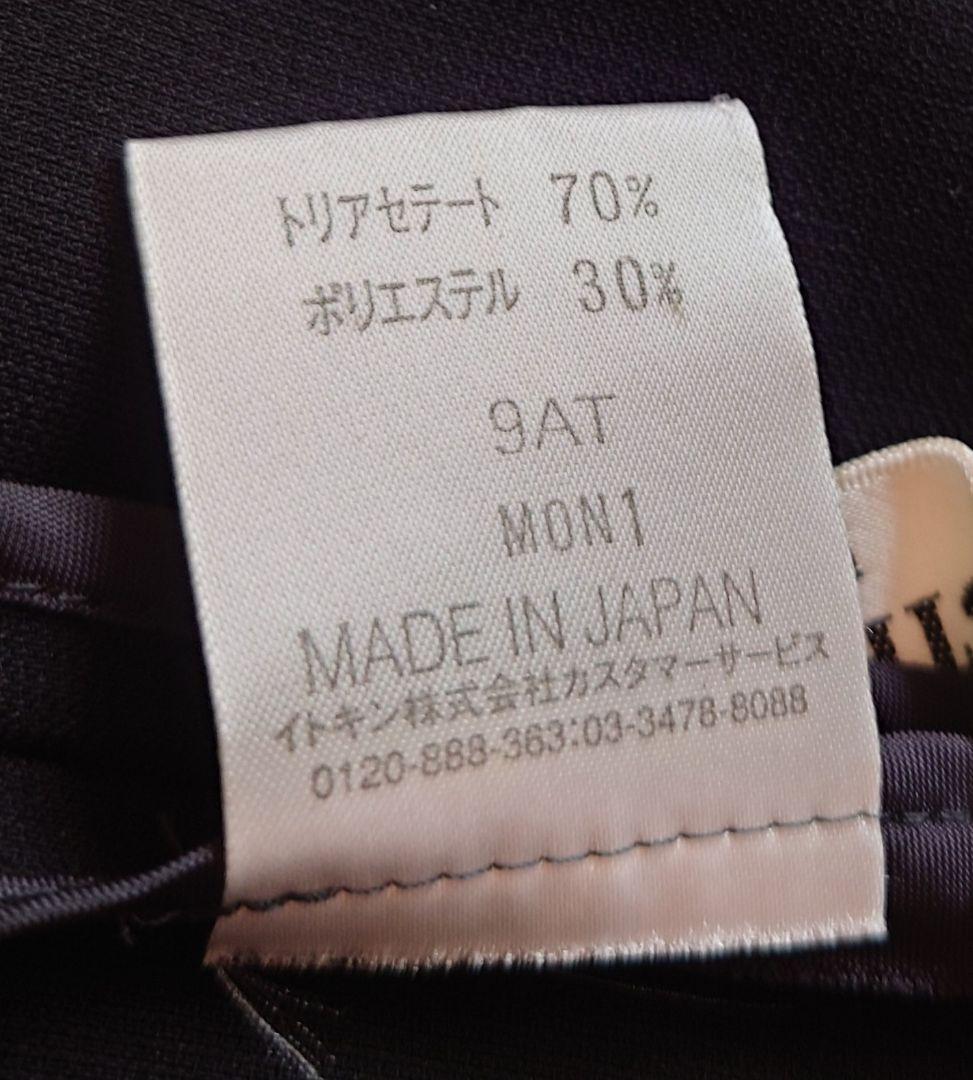 トリアセテート 70%
ポリエステル 30%
9AT
MON1
MADE IN JAPAN
イトキン株式会社カスタマーサービス
0120-888-363:03-3478-8088